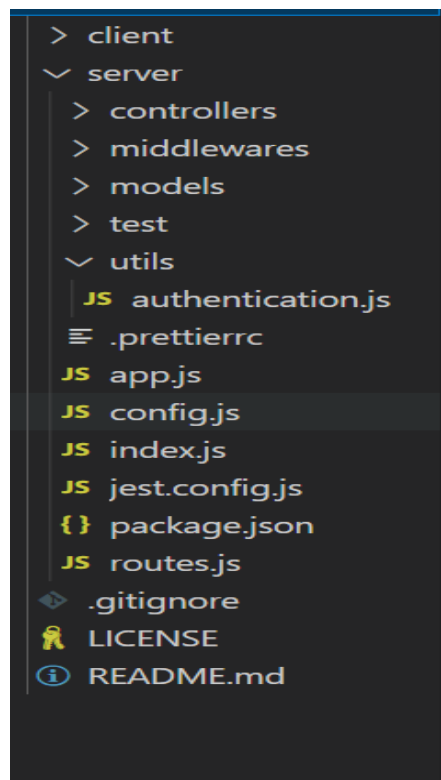 client
server
controllers
middlewares
models
test
utils
JS authentication.js
.prettierrc
JS app.js
JS config.js
JS index.js
JS jest.config.js
{} package.json
JS routes.js
.gitignore
LICENSE
README.md